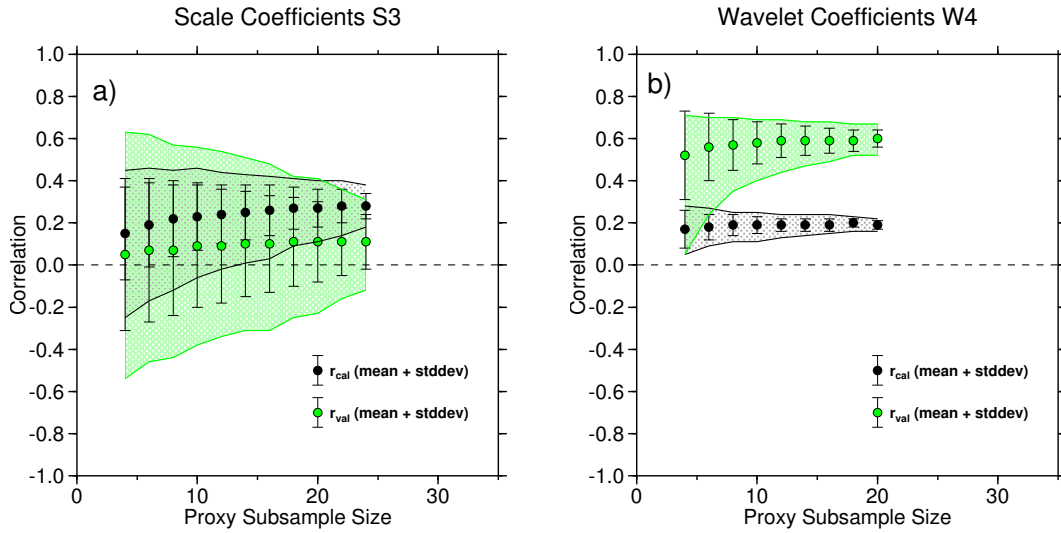 Scale Coefficients S3
a)
Correlation
1.0
0.8
0.6
0.4
0.2
0.0
-0.2
-0.4
-0.6
-0.8
-1.0
r_cal (mean + stddev)
r_val (mean + stddev)
0 10 20 30
Proxy Subsample Size
Wavelet Coefficients W4
b)
Correlation
1.0
0.8
0.6
0.4
0.2
0.0
-0.2
-0.4
-0.6
-0.8
-1.0
r_cal (mean + stddev)
r_val (mean + stddev)
0 10 20 30
Proxy Subsample Size